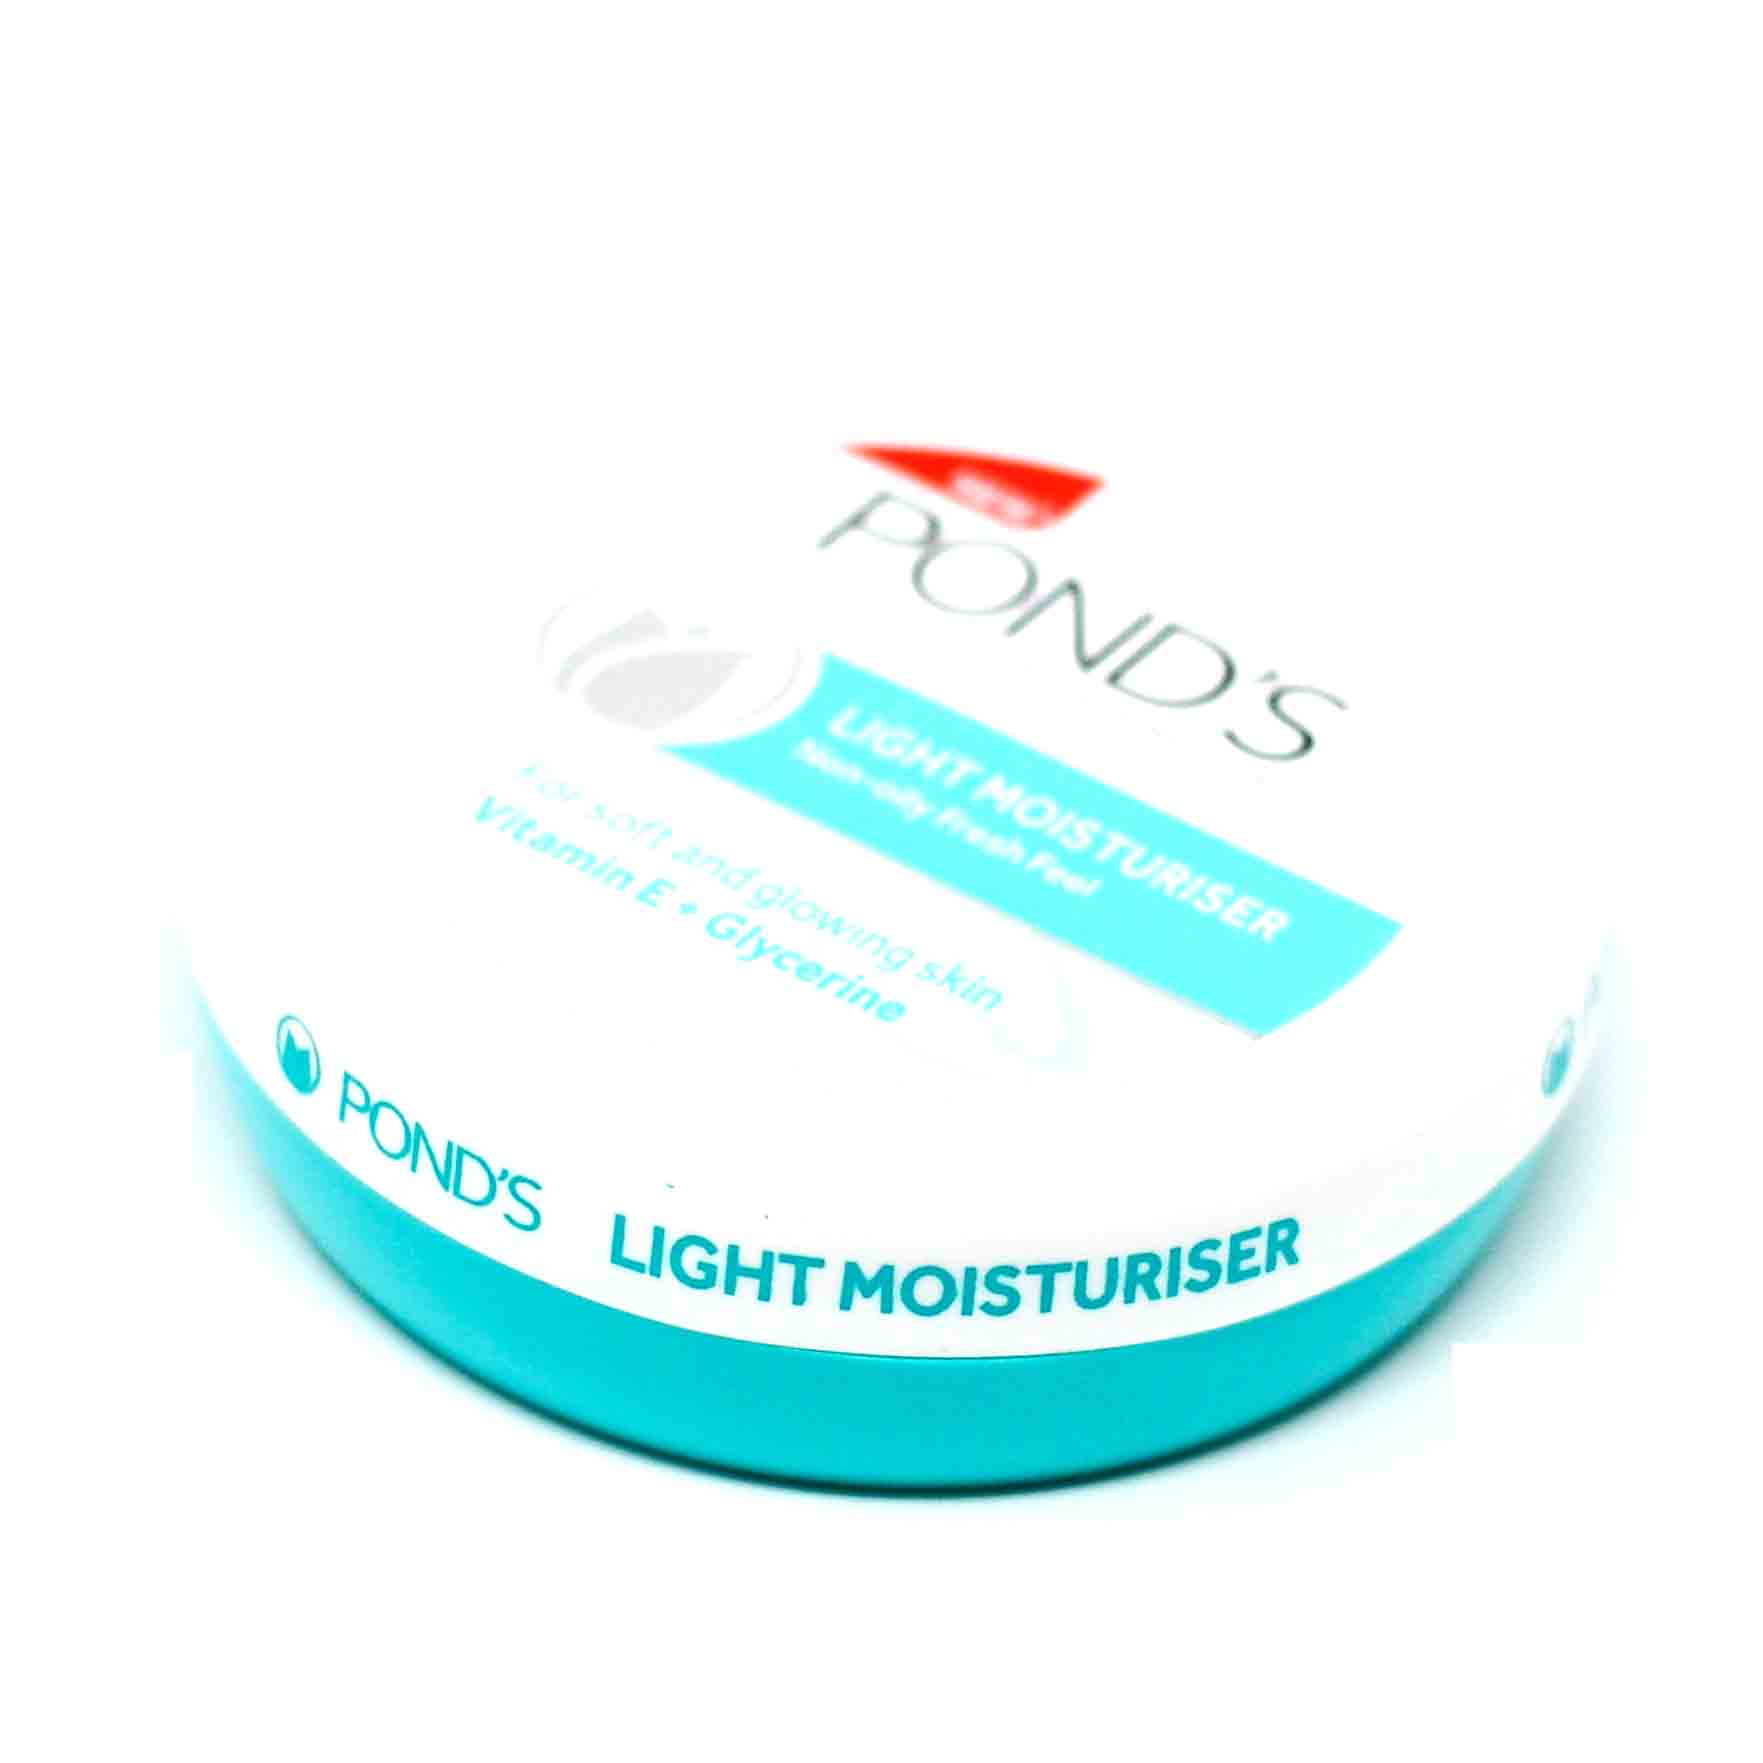 POND'S
LIGHT MOISTURISER
Non-oily Fresh Feel
For soft and glowing skin
Vitamin E + Glycerine
POND'S LIGHT MOISTURISER